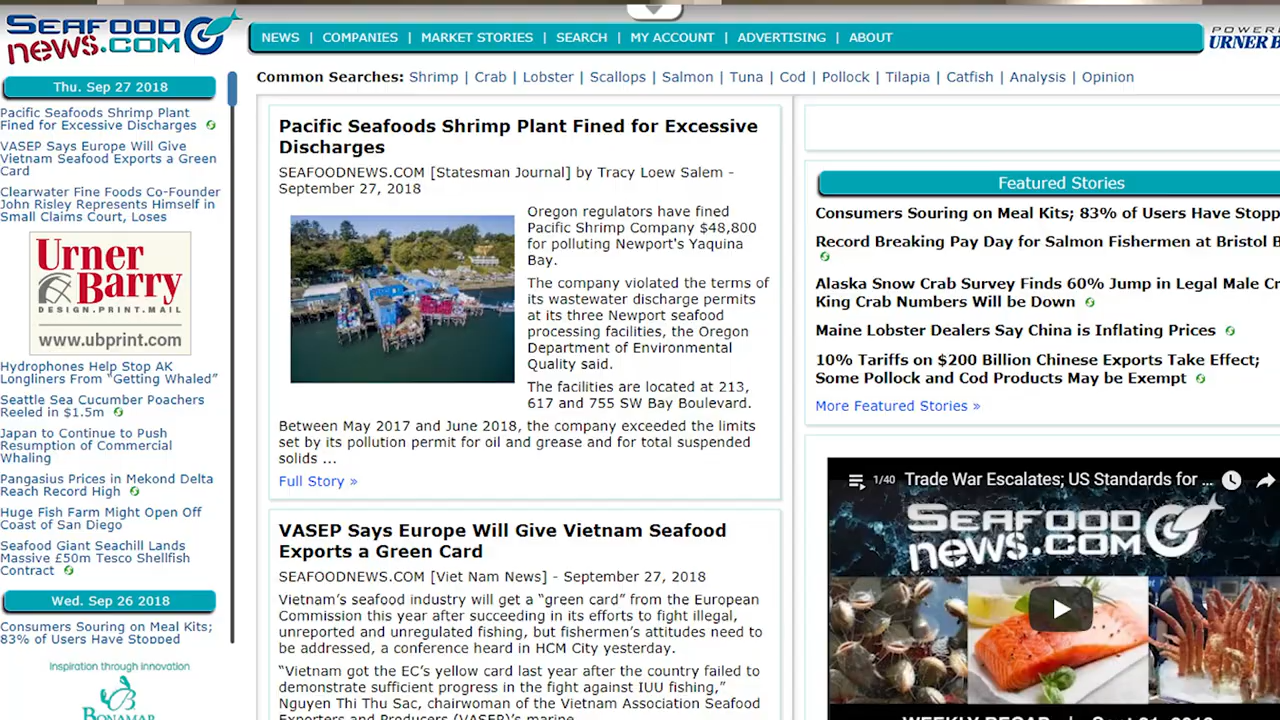 SEAFOOD
news.COM
NEWS | COMPANIES | MARKET STORIES | SEARCH | MY ACCOUNT | ADVERTISING | ABOUT
POWERE
URNER B
Common Searches: Shrimp | Crab | Lobster | Scallops | Salmon | Tuna | Cod | Pollock | Tilapia | Catfish | Analysis | Opinion
Thu. Sep 27 2018
Pacific Seafoods Shrimp Plant
Fined for Excessive Discharges
VASEP Says Europe Will Give
Vietnam Seafood Exports a Green
Card
Clearwater Fine Foods Co-Founder
John Risley Represents Himself in
Small Claims Court, Loses
Urner
Barry
DESIGN.PRINT.MAIL
www.ubprint.com
Hydrophones Help Stop AK
Longliners From “Getting Whaled”
Seattle Sea Cucumber Poachers
Reeled in $1.5m
Japan to Continue to Push
Resumption of Commercial
Whaling
Pangasius Prices in Mekond Delta
Reach Record High
Huge Fish Farm Might Open Off
Coast of San Diego
Seafood Giant Seachill Lands
Massive £50m Tesco Shellfish
Contract
Wed. Sep 26 2018
Consumers Souring on Meal Kits;
83% of Users Have Stopped
Inspiration through innovation
BONAMAR
Pacific Seafoods Shrimp Plant Fined for Excessive
Discharges
SEAFOODNEWS.COM [Statesman Journal] by Tracy Loew Salem -
September 27, 2018
Oregon regulators have fined
Pacific Shrimp Company $48,800
for polluting Newport's Yaquina
Bay.
The company violated the terms of
its wastewater discharge permits
at its three Newport seafood
processing facilities, the Oregon
Department of Environmental
Quality said.
The facilities are located at 213,
617 and 755 SW Bay Boulevard.
Between May 2017 and June 2018, the company exceeded the limits
set by its pollution permit for oil and grease and for total suspended
solids ...
Full Story »
VASEP Says Europe Will Give Vietnam Seafood
Exports a Green Card
SEAFOODNEWS.COM [Viet Nam News] - September 27, 2018
Vietnam’s seafood industry will get a “green card” from the European
Commission this year after succeeding in its efforts to fight illegal,
unreported and unregulated fishing, but fishermen’s attitudes need to
be addressed, a conference heard in HCM City yesterday.
“Vietnam got the EC’s yellow card last year after the country failed to
demonstrate sufficient progress in the fight against IUU fishing,”
Nguyen Thi Thu Sac, chairwoman of the Vietnam Association Seafood
Exporters and Producers (VASEP)’s marine
Featured Stories
Consumers Souring on Meal Kits; 83% of Users Have Stopp
Record Breaking Pay Day for Salmon Fishermen at Bristol B
Alaska Snow Crab Survey Finds 60% Jump in Legal Male Cr
King Crab Numbers Will be Down
Maine Lobster Dealers Say China is Inflating Prices
10% Tariffs on $200 Billion Chinese Exports Take Effect;
Some Pollock and Cod Products May be Exempt
More Featured Stories »
1/40 Trade War Escalates; US Standards for ...
SEAFOOD
news.COM
WEEKLY RECAP